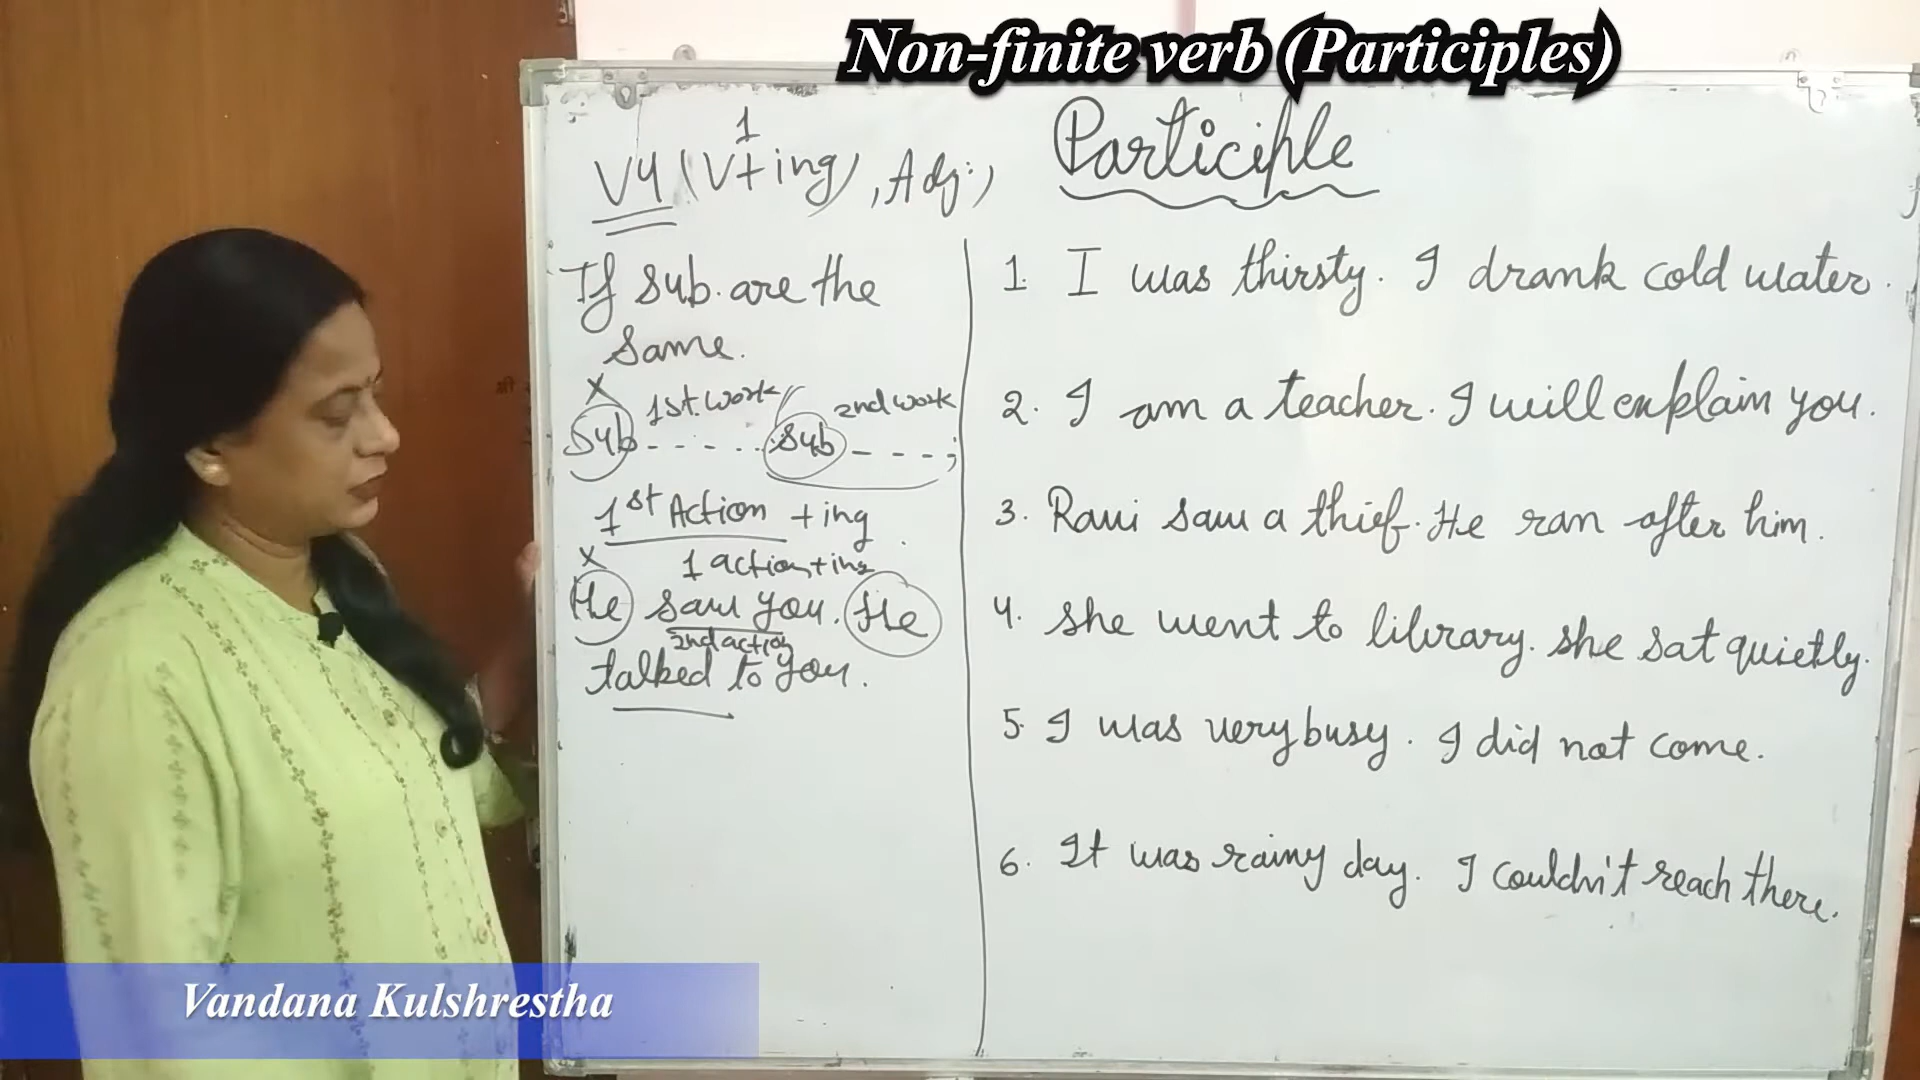 Non-finite verb (Participles)
Participle
1
V4 (V+ing), Adj:)
If sub. are the
same.
X 1st. work 2nd work
Sub - - - - - Sub - - - - ;
1st Action + ing
X 1 action+ing
He saw you. He
2nd action
talked to you.
1. I was thirsty. I drank cold water.
2. I am a teacher. I will explain you.
3. Ravi saw a thief. He ran after him.
4. She went to library. she sat quietly.
5. I was very busy. I did not come.
6. It was rainy day. I couldn't reach there.
Vandana Kulshrestha